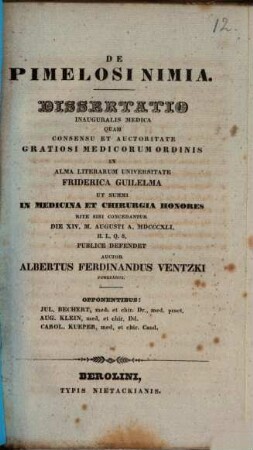 12.
DE
PIMELOSI NIMIA.
DISSERTATIO
INAUGURALIS MEDICA
QUAM
CONSENSU ET AUCTORITATE
GRATIOSI MEDICORUM ORDINIS
IN
ALMA LITERARUM UNIVERSITATE
FRIDERICA GUILELMA
UT SUMMI
IN MEDICINA ET CHIRURGIA HONORES
RITE SIBI CONCEDANTUR
DIE XIV. M. AUGUSTI A. MDCCCXLI.
H. L. Q. S.
PUBLICE DEFENDET
AUCTOR
ALBERTUS FERDINANDUS VENTZKI
OPPONENTIBUS:
JUL. BECHERT, med. et chir. Dr., med. pract.
AUG. KLEIN, med. et chir. Dd.
CAROL. KUEPER, med. et chir. Cand.
BEROLINI,
TYPIS NIETACKIANIS.